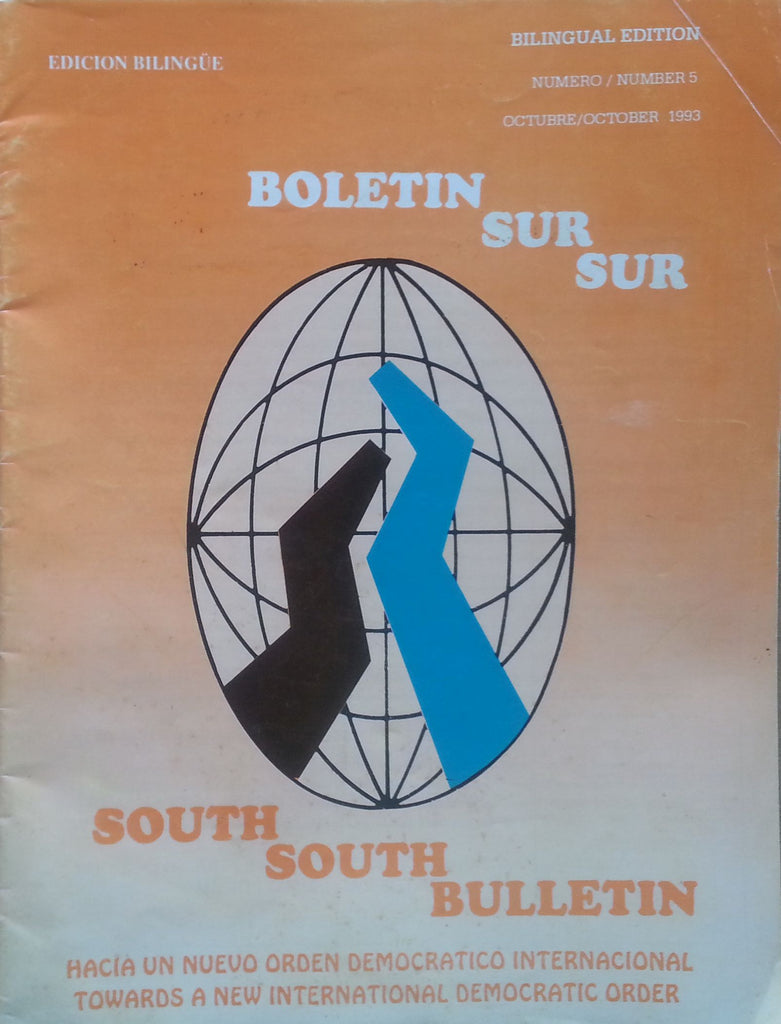 EDICION BILINGÜE
BILINGUAL EDITION
NUMERO / NUMBER 5
OCTUBRE/OCTOBER 1993
BOLETIN
SUR
SUR
SOUTH
SOUTH
BULLETIN
HACIA UN NUEVO ORDEN DEMOCRATICO INTERNACIONAL
TOWARDS A NEW INTERNATIONAL DEMOCRATIC ORDER